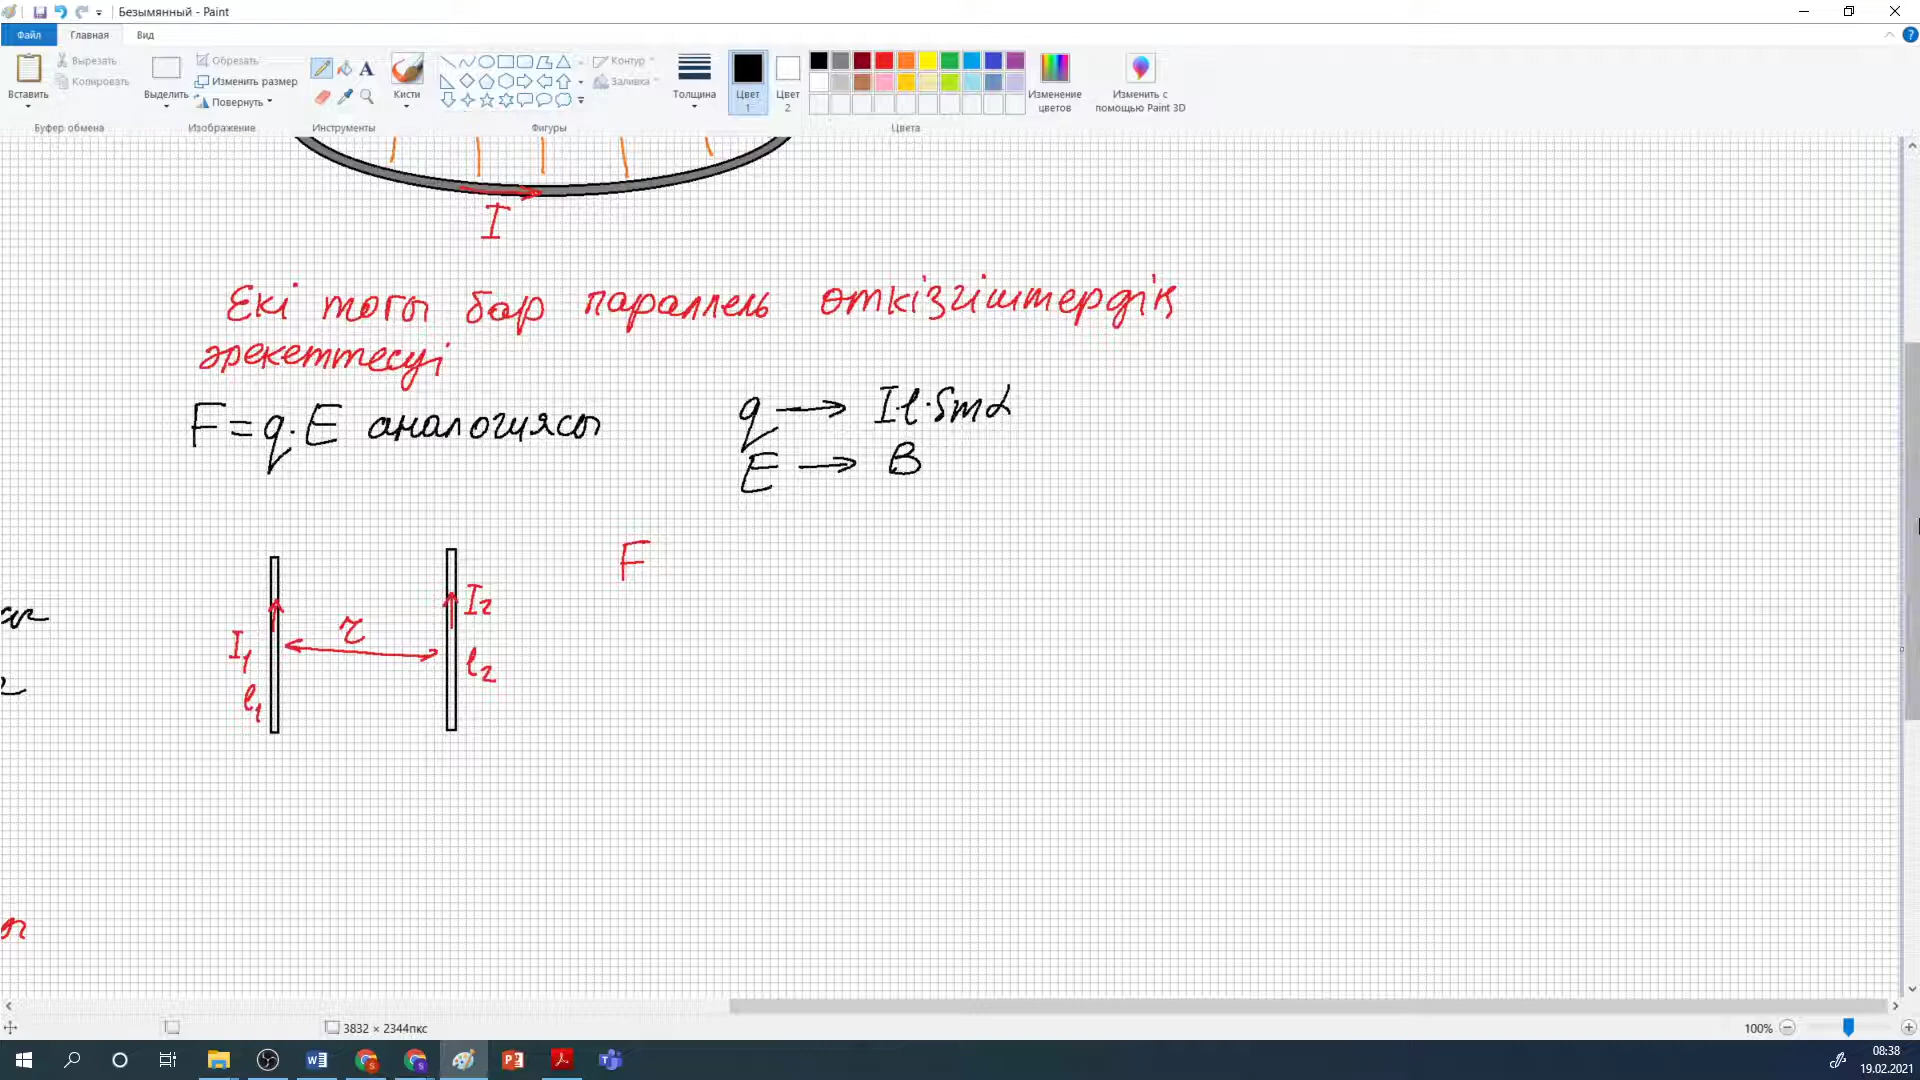 Безымянный - Paint
Файл Главная Вид
Вставить
Вырезать
Копировать
Буфер обмена
Выделить
Обрезать
Изменить размер
Повернуть
Изображение
Инструменты
Кисти
Контур
Заливка
Фигуры
Толщина
Цвет 1
Цвет 2
Цвета
Изменение цветов
Изменить с помощью Paint 3D
I
Екі тогы бар параллель өткізгіштердің
әрекеттесуі
F = q · E аналогиясы
q → I·l·Sinα
E → B
F
I₁
l₁
r
I₂
l₂
3832 × 2344пкс
100%
08:38
19.02.2021